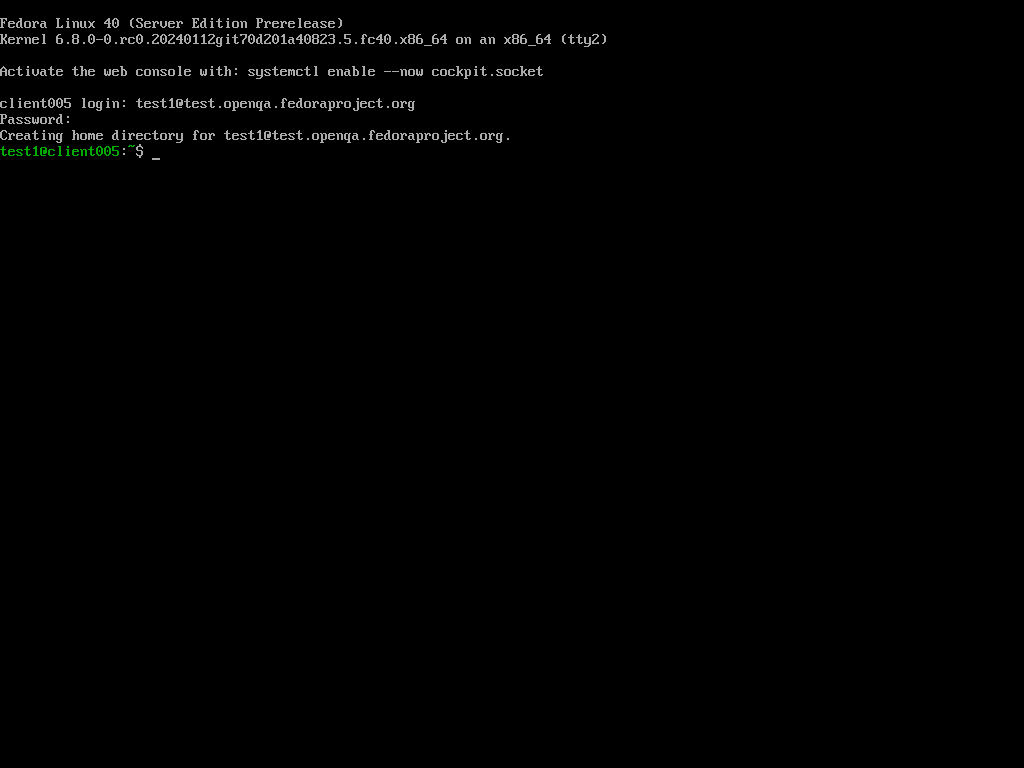 Fedora Linux 40 (Server Edition Prerelease)
Kernel 6.8.0-0.rc0.20240112git70d201a40823.5.fc40.x86_64 on an x86_64 (tty2)
Activate the web console with: systemctl enable --now cockpit.socket
client005 login: test1@test.openqa.fedoraproject.org
Password:
Creating home directory for test1@test.openqa.fedoraproject.org.
test1@client005:~$ _